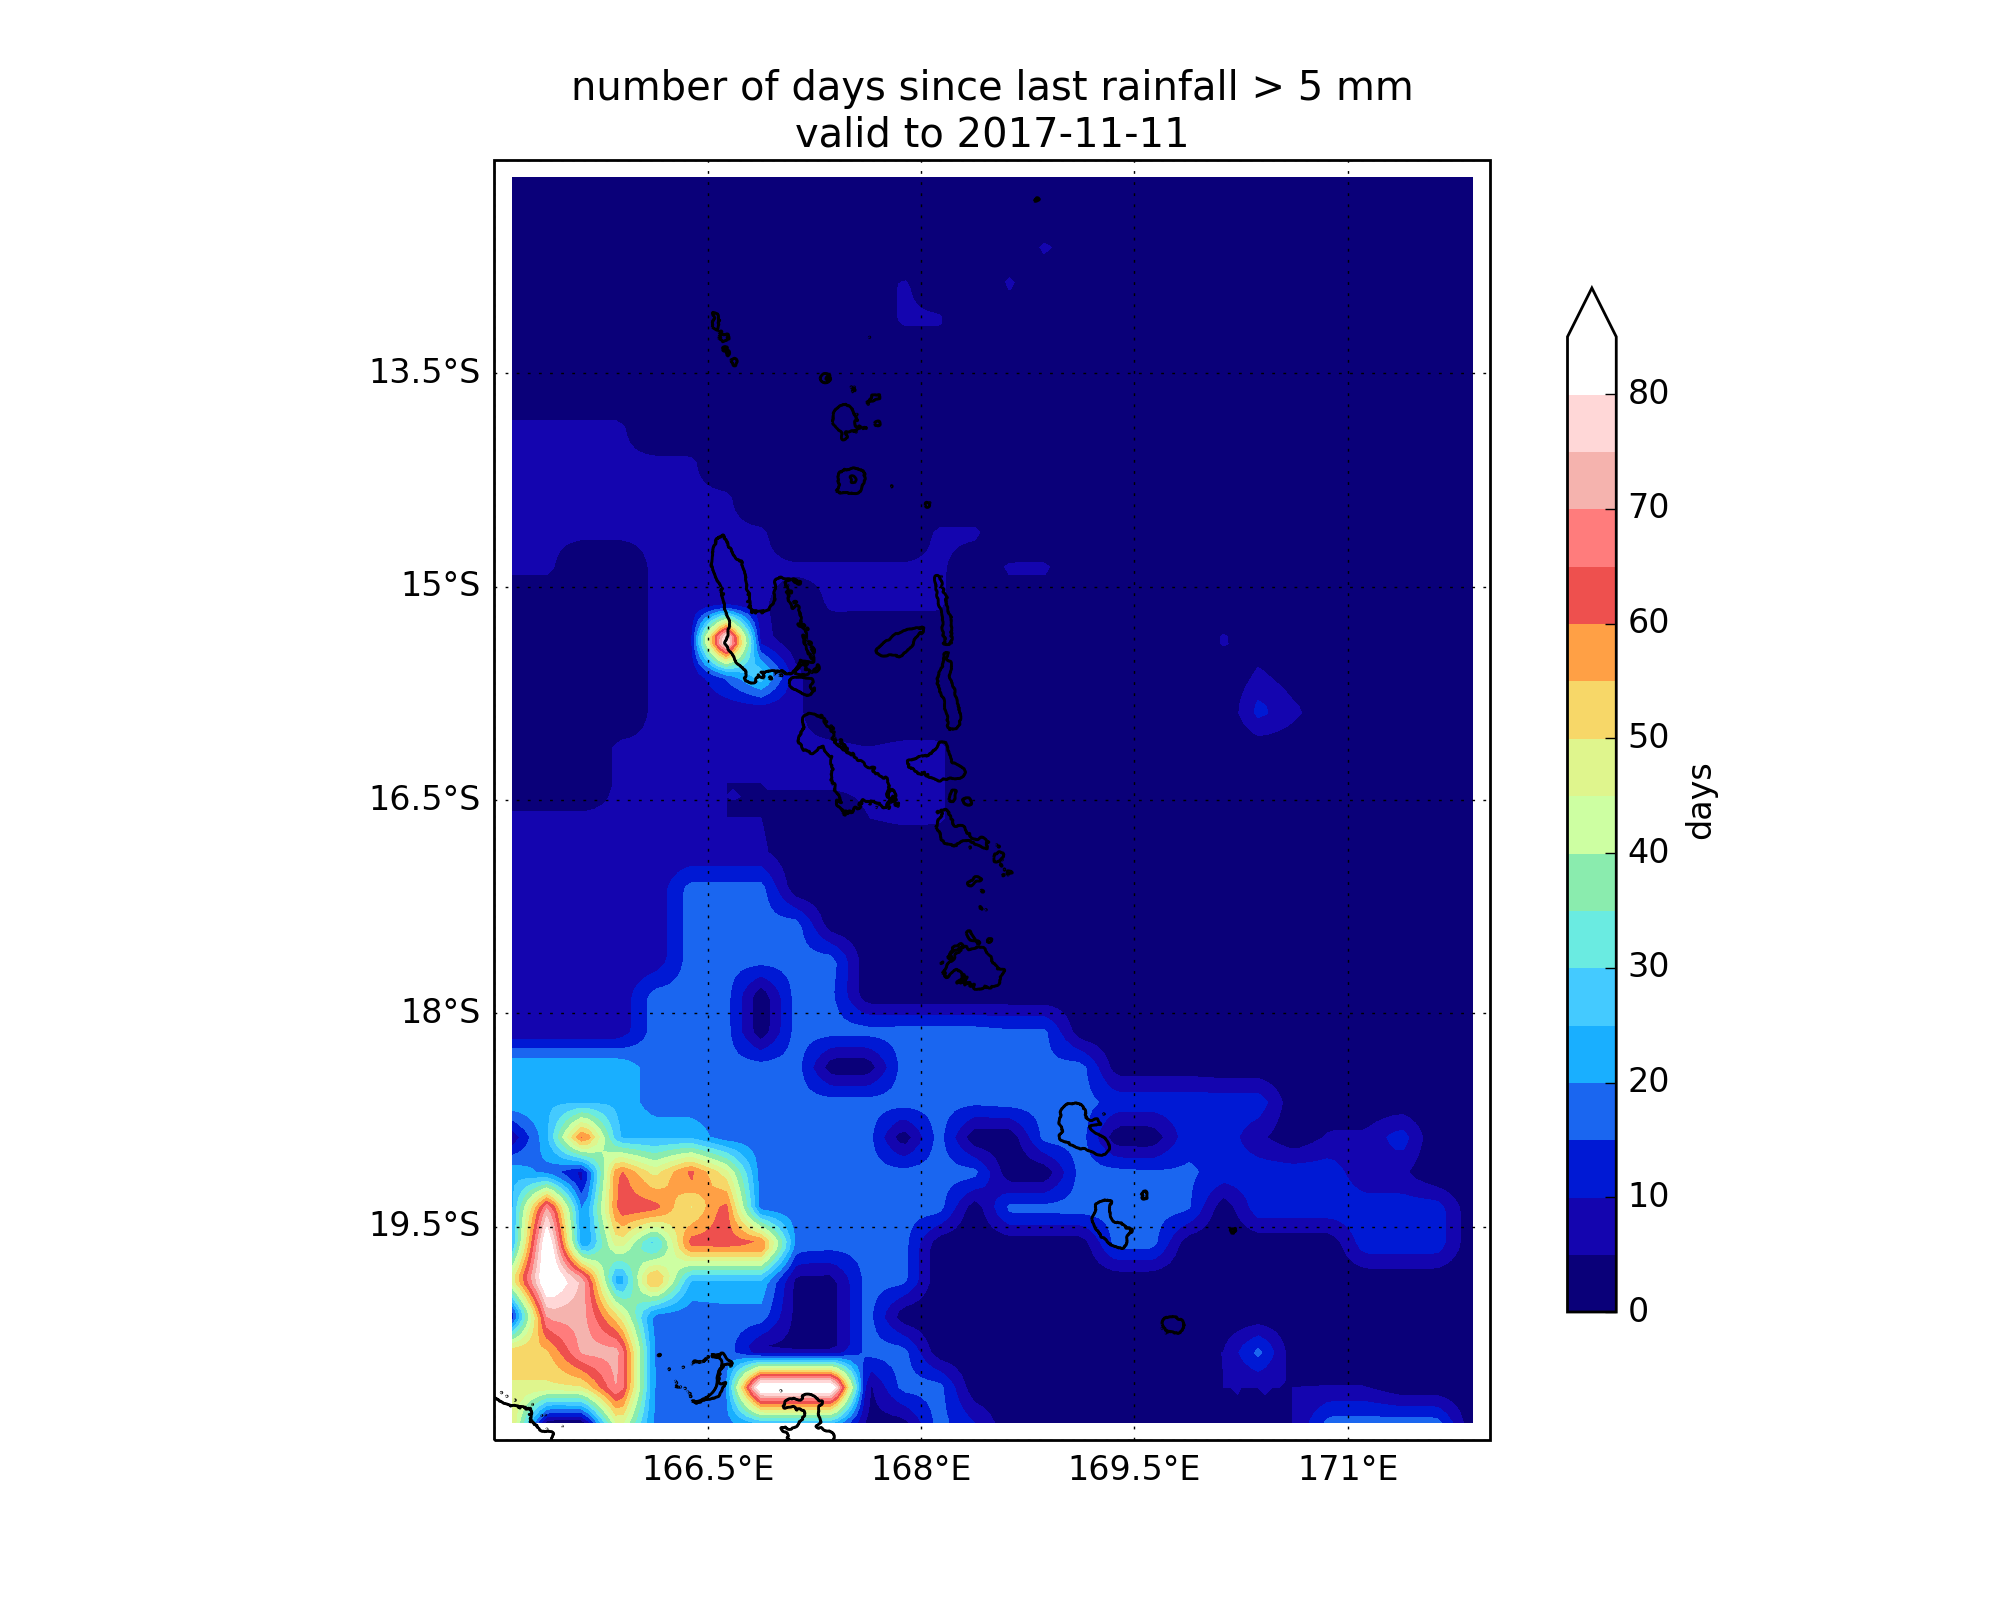 number of days since last rainfall > 5 mm
valid to 2017-11-11
13.5°S
15°S
16.5°S
18°S
19.5°S
166.5°E
168°E
169.5°E
171°E
80
70
60
50
40
30
20
10
0
days